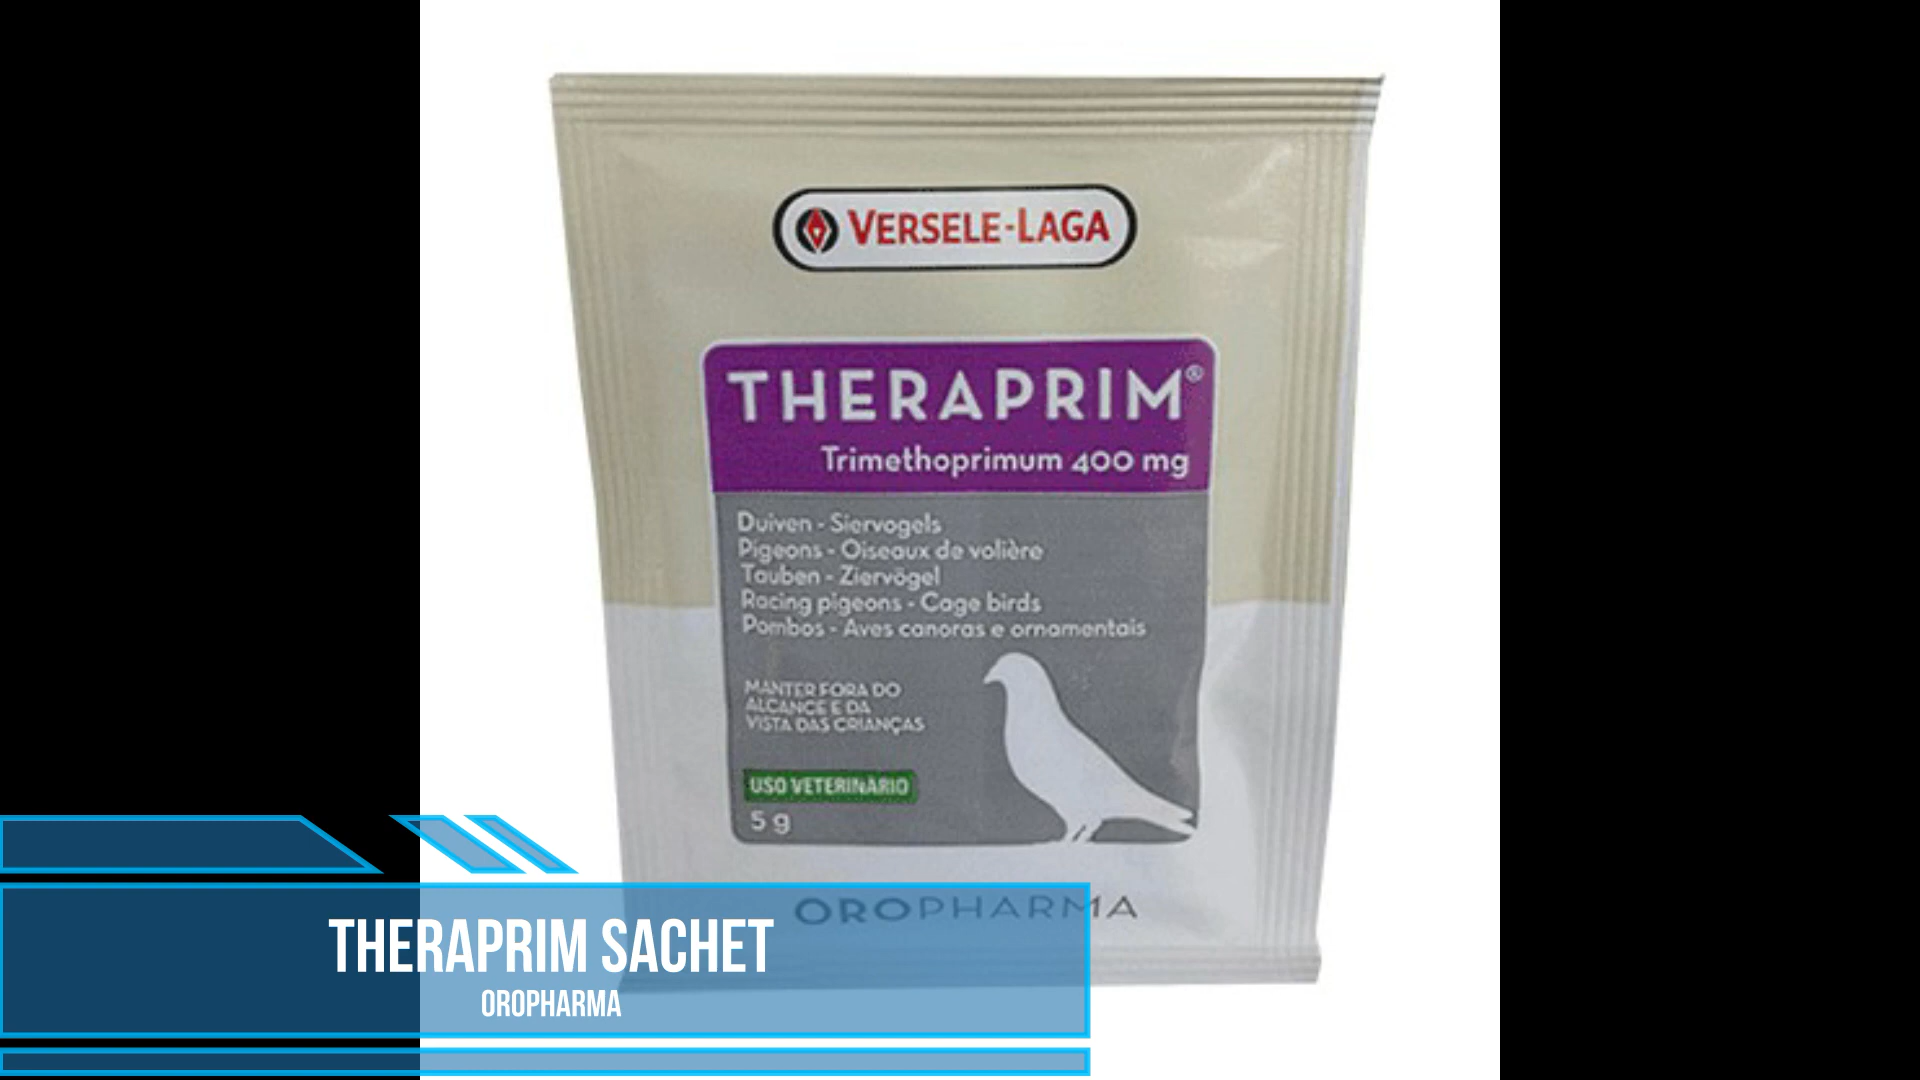 VERSELE-LAGA
THERAPRIM®
Trimethoprimum 400 mg
Duiven - Siervogels
Pigeons - Oiseaux de volière
Tauben - Ziervögel
Racing pigeons - Cage birds
Pombos - Aves canoras e ornamentais
MANTER FORA DO
ALCANCE E DA
VISTA DAS CRIANÇAS
USO VETERINÁRIO
5 g
OROPHARMA
THERAPRIM SACHET
OROPHARMA